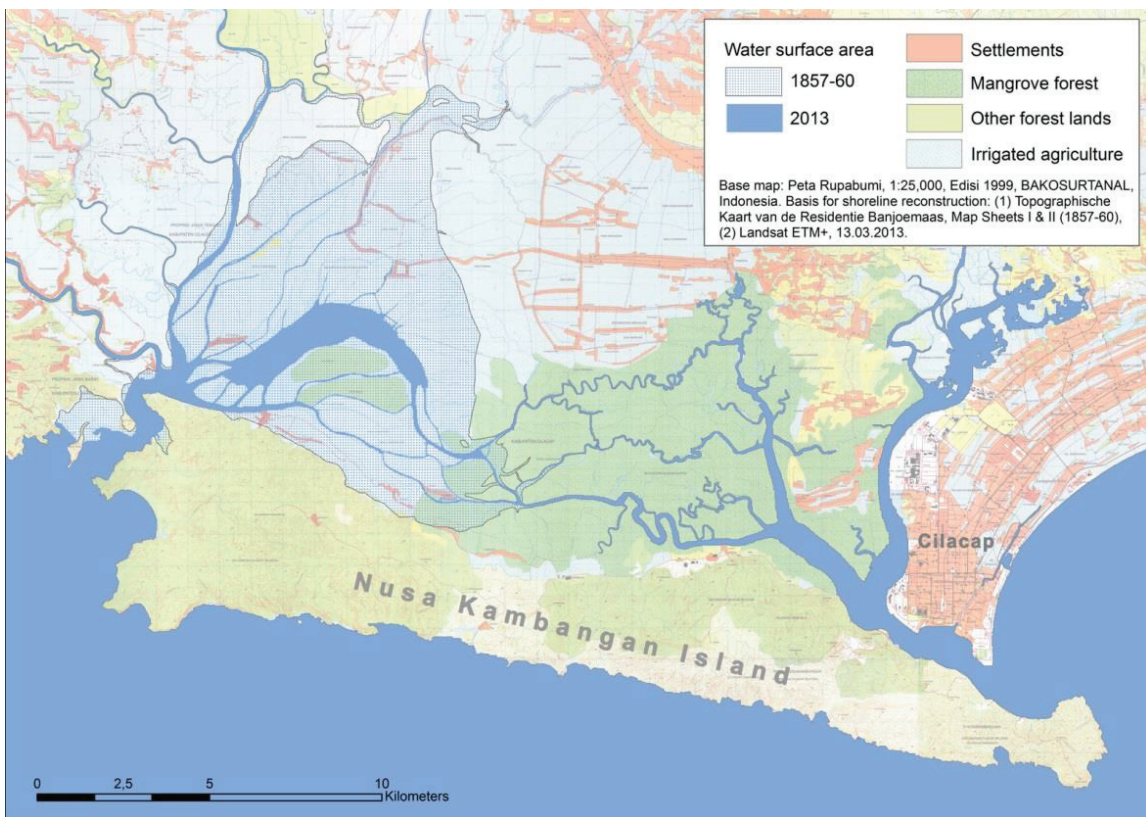 Water surface area
1857-60
2013
Settlements
Mangrove forest
Other forest lands
Irrigated agriculture
Base map: Peta Rupabumi, 1:25,000, Edisi 1999, BAKOSURTANAL,
Indonesia. Basis for shoreline reconstruction: (1) Topographische
Kaart van de Residentie Banjoemaas, Map Sheets I & II (1857-60),
(2) Landsat ETM+, 13.03.2013.
Cilacap
Nusa Kambangan Island
0 2,5 5 10
Kilometers